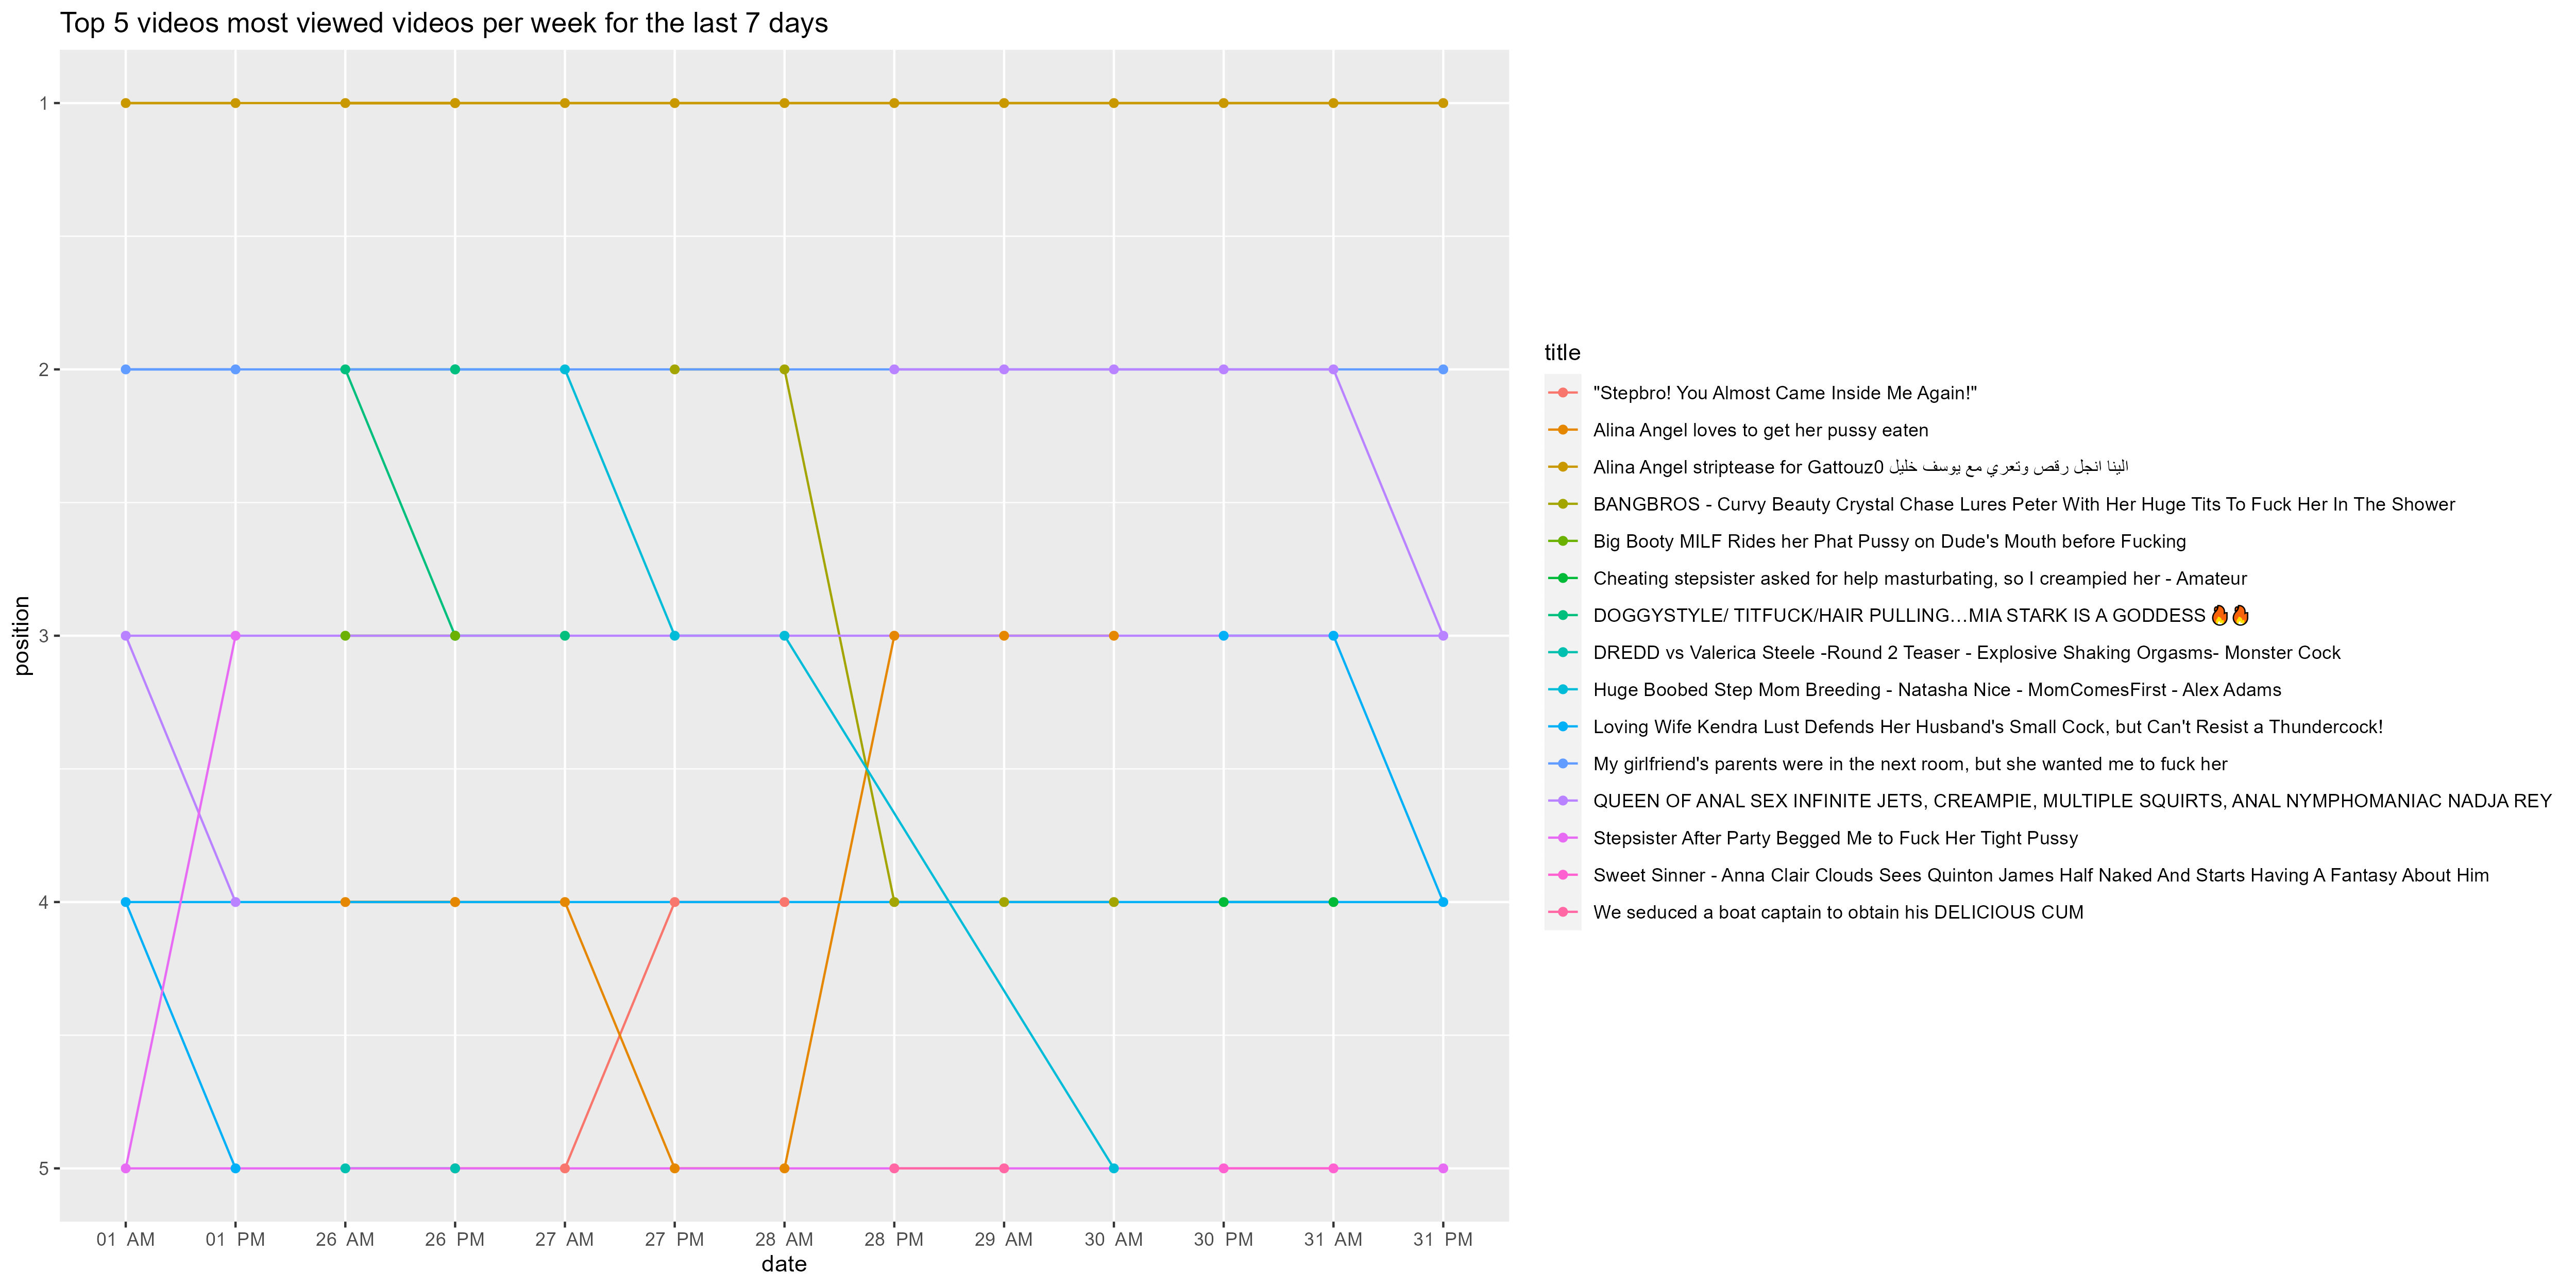 Top 5 videos most viewed videos per week for the last 7 days
position
1
2
3
4
5
01 AM
01 PM
26 AM
26 PM
27 AM
27 PM
28 AM
28 PM
29 AM
30 AM
30 PM
31 AM
31 PM
date
title
"Stepbro! You Almost Came Inside Me Again!"
Alina Angel loves to get her pussy eaten
Alina Angel striptease for Gattouz0 الينا انجل رقص وتعري مع يوسف خليل
BANGBROS - Curvy Beauty Crystal Chase Lures Peter With Her Huge Tits To Fuck Her In The Shower
Big Booty MILF Rides her Phat Pussy on Dude's Mouth before Fucking
Cheating stepsister asked for help masturbating, so I creampied her - Amateur
DOGGYSTYLE/ TITFUCK/HAIR PULLING…MIA STARK IS A GODDESS 🔥🔥
DREDD vs Valerica Steele -Round 2 Teaser - Explosive Shaking Orgasms- Monster Cock
Huge Boobed Step Mom Breeding - Natasha Nice - MomComesFirst - Alex Adams
Loving Wife Kendra Lust Defends Her Husband's Small Cock, but Can't Resist a Thundercock!
My girlfriend's parents were in the next room, but she wanted me to fuck her
QUEEN OF ANAL SEX INFINITE JETS, CREAMPIE, MULTIPLE SQUIRTS, ANAL NYMPHOMANIAC NADJA REY
Stepsister After Party Begged Me to Fuck Her Tight Pussy
Sweet Sinner - Anna Clair Clouds Sees Quinton James Half Naked And Starts Having A Fantasy About Him
We seduced a boat captain to obtain his DELICIOUS CUM